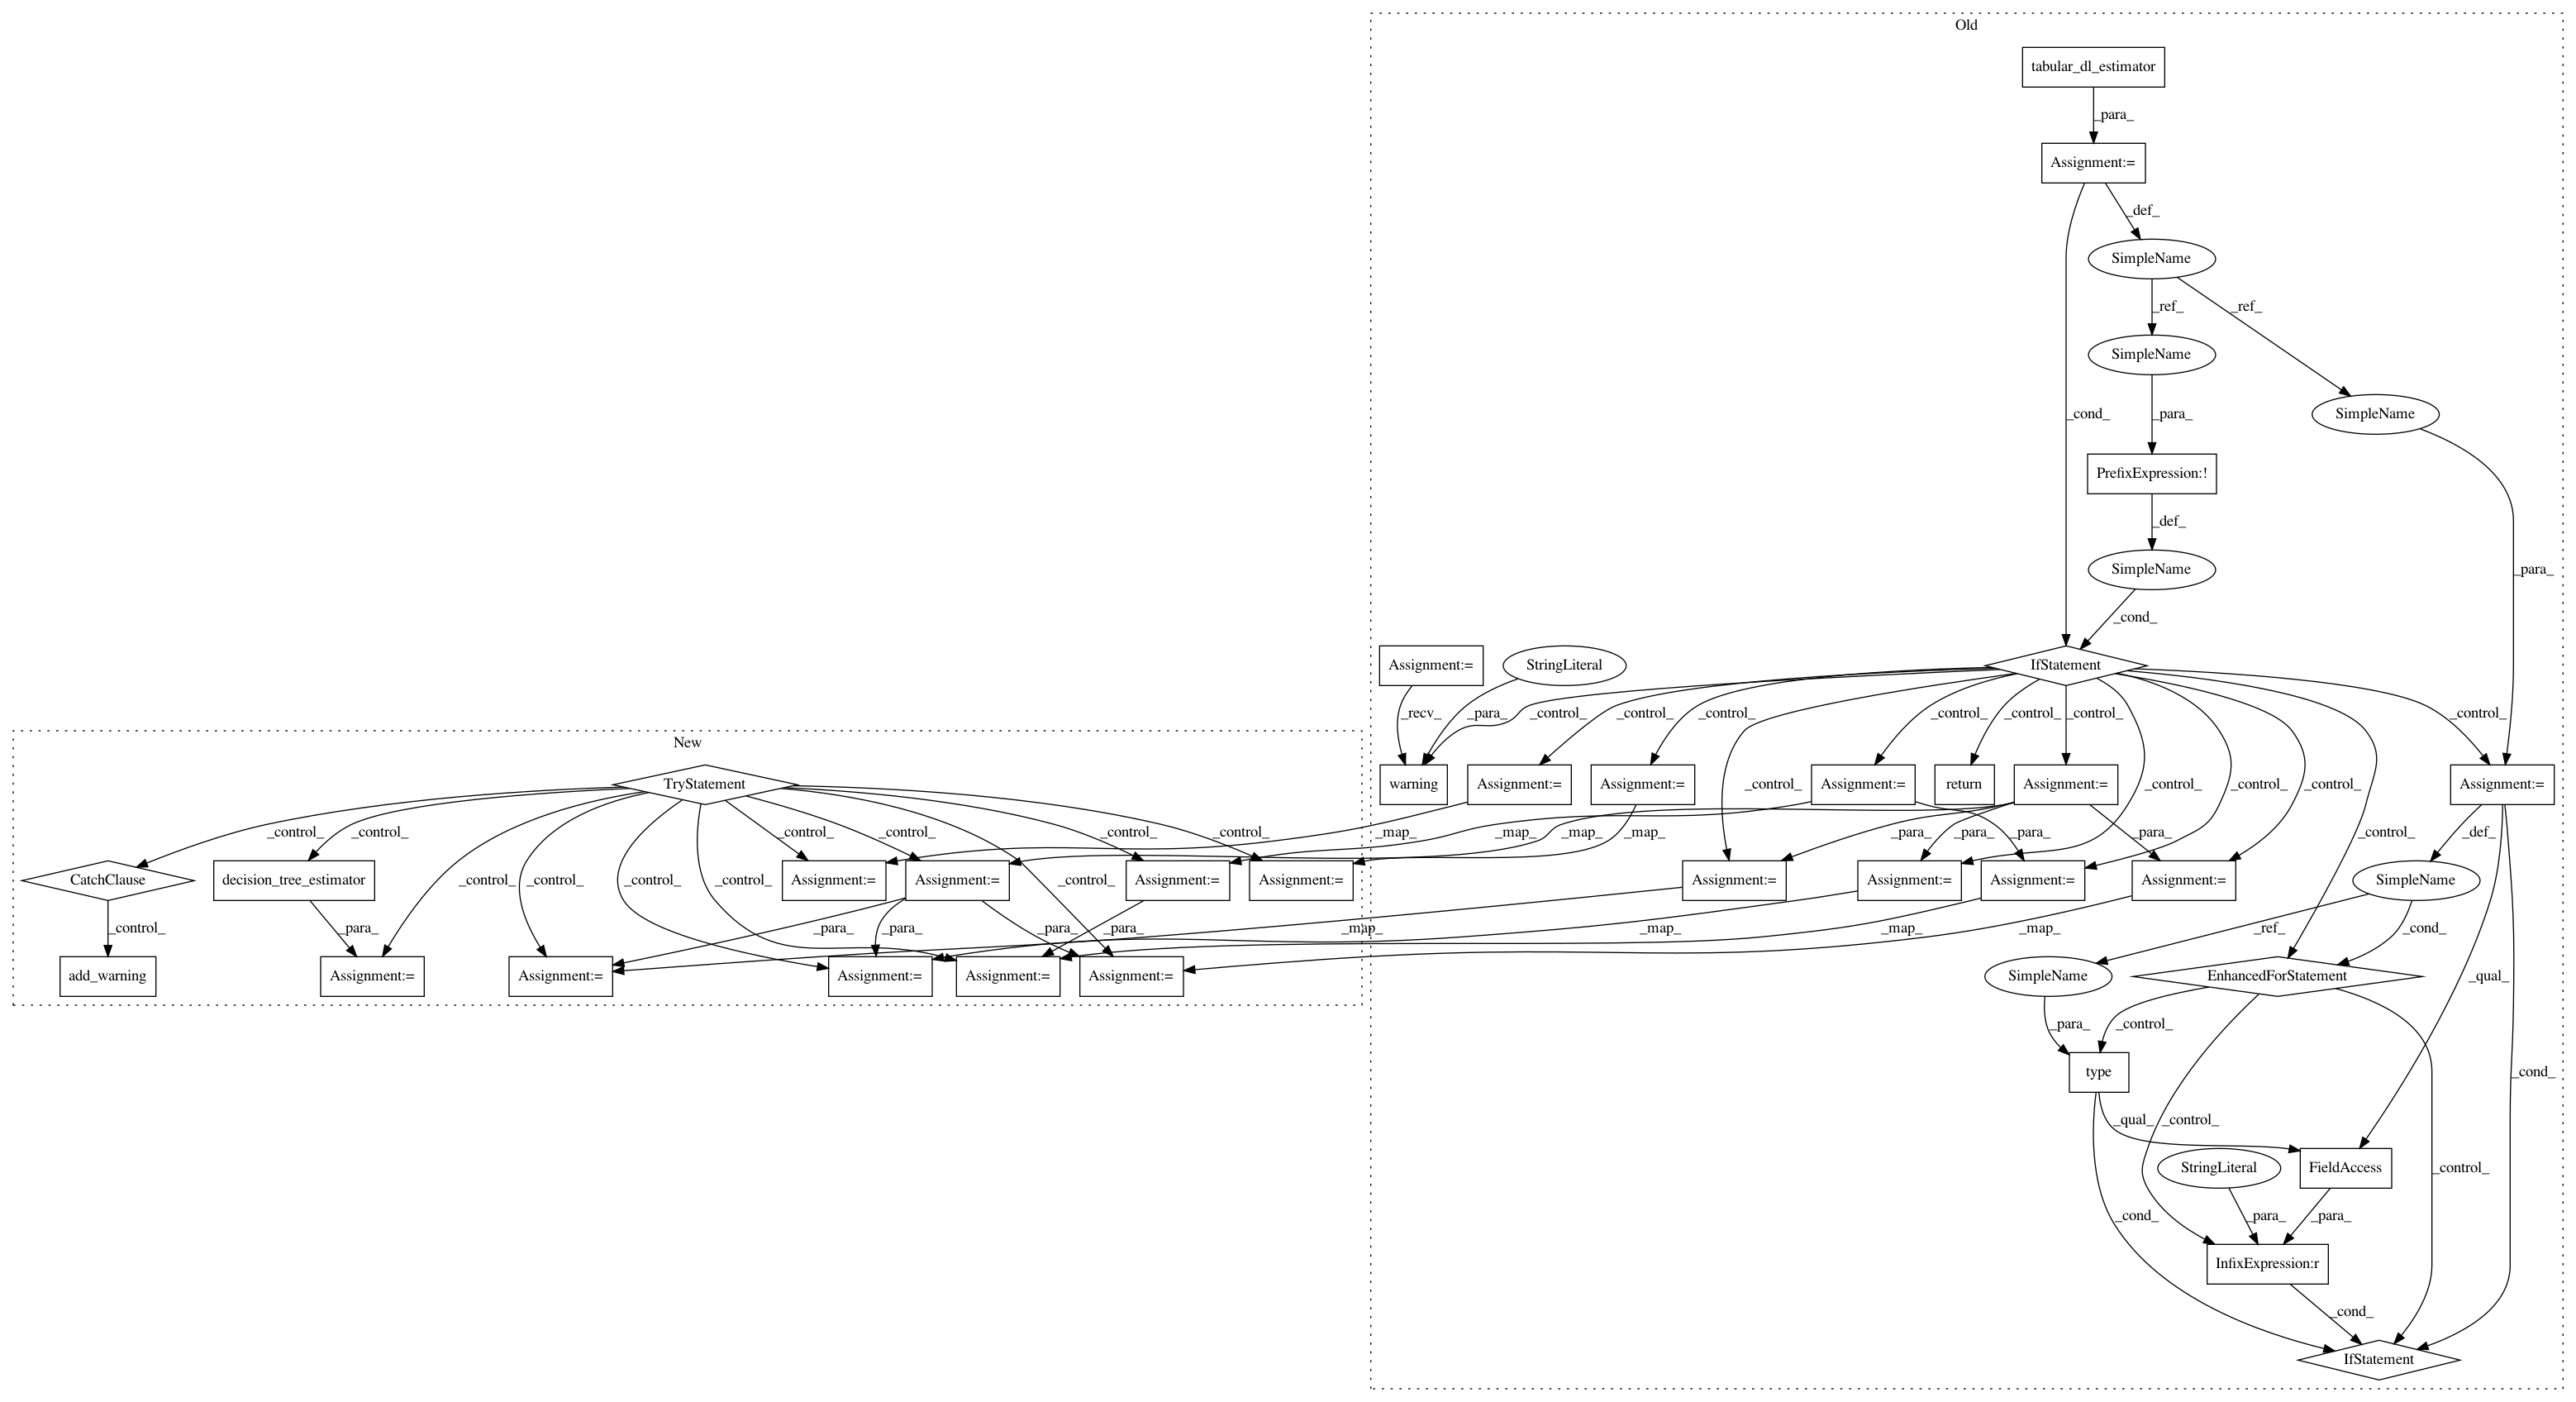 Old
tabular_dl_estimator
_para_
Assignment:=
_def_
SimpleName
_ref_
_ref_
SimpleName
SimpleName
_cond_
_para_
PrefixExpression:!
_def_
SimpleName
_para_
_cond_
Assignment:=
StringLiteral
IfStatement
_recv_
_para_
_control_
_control_
_control_
_control_
_control_
_control_
_control_
New
TryStatement
warning
Assignment:=
Assignment:=
_control_
Assignment:=
return
Assignment:=
_control_
_control_
_control_
Assignment:=
_control_
_control_
_control_
_control_
_control_
_control_
_map_
_map_
_map_
_map_
_para_
_para_
_para_
_para_
_control_
_def_
CatchClause
decision_tree_estimator
_control_
_control_
_control_
_control_
_control_
Assignment:=
Assignment:=
Assignment:=
Assignment:=
Assignment:=
Assignment:=
Assignment:=
Assignment:=
SimpleName
_control_
_para_
_para_
_para_
_para_
_para_
_map_
_map_
_map_
_map_
_ref_
_cond_
add_warning
Assignment:=
Assignment:=
Assignment:=
Assignment:=
Assignment:=
SimpleName
EnhancedForStatement
_qual_
_para_
_control_
type
_cond_
_qual_
_control_
StringLiteral
FieldAccess
_control_
_cond_
_para_
_para_
InfixExpression:r
_cond_
IfStatement